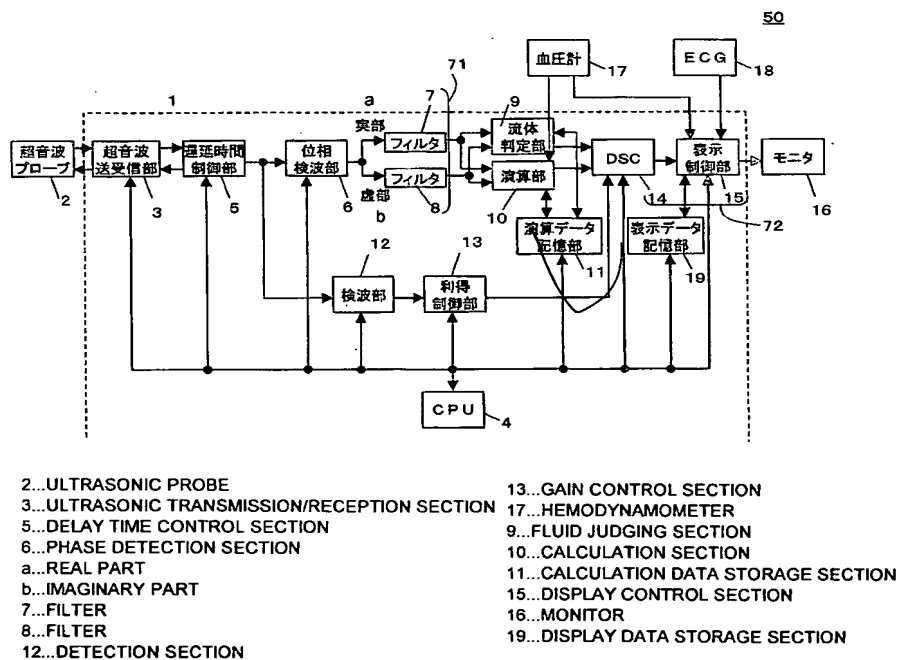 50
血圧計
17
ECG
18
71
1
a
7
9
実部
フィルタ
流体
判定部
超音波
プローブ
2
超音波
送受信部
3
遅延時間
制御部
5
位相
検波部
6
虚部
b
フィルタ
8
演算部
10
DSC
14
表示
制御部
15
モニタ
16
72
演算データ
記憶部
11
表示データ
記憶部
19
12
検波部
13
利得
制御部
CPU
4
2...ULTRASONIC PROBE
3...ULTRASONIC TRANSMISSION/RECEPTION SECTION
5...DELAY TIME CONTROL SECTION
6...PHASE DETECTION SECTION
a...REAL PART
b...IMAGINARY PART
7...FILTER
8...FILTER
12...DETECTION SECTION
13...GAIN CONTROL SECTION
17...HEMODYNAMOMETER
9...FLUID JUDGING SECTION
10...CALCULATION SECTION
11...CALCULATION DATA STORAGE SECTION
15...DISPLAY CONTROL SECTION
16...MONITOR
19...DISPLAY DATA STORAGE SECTION